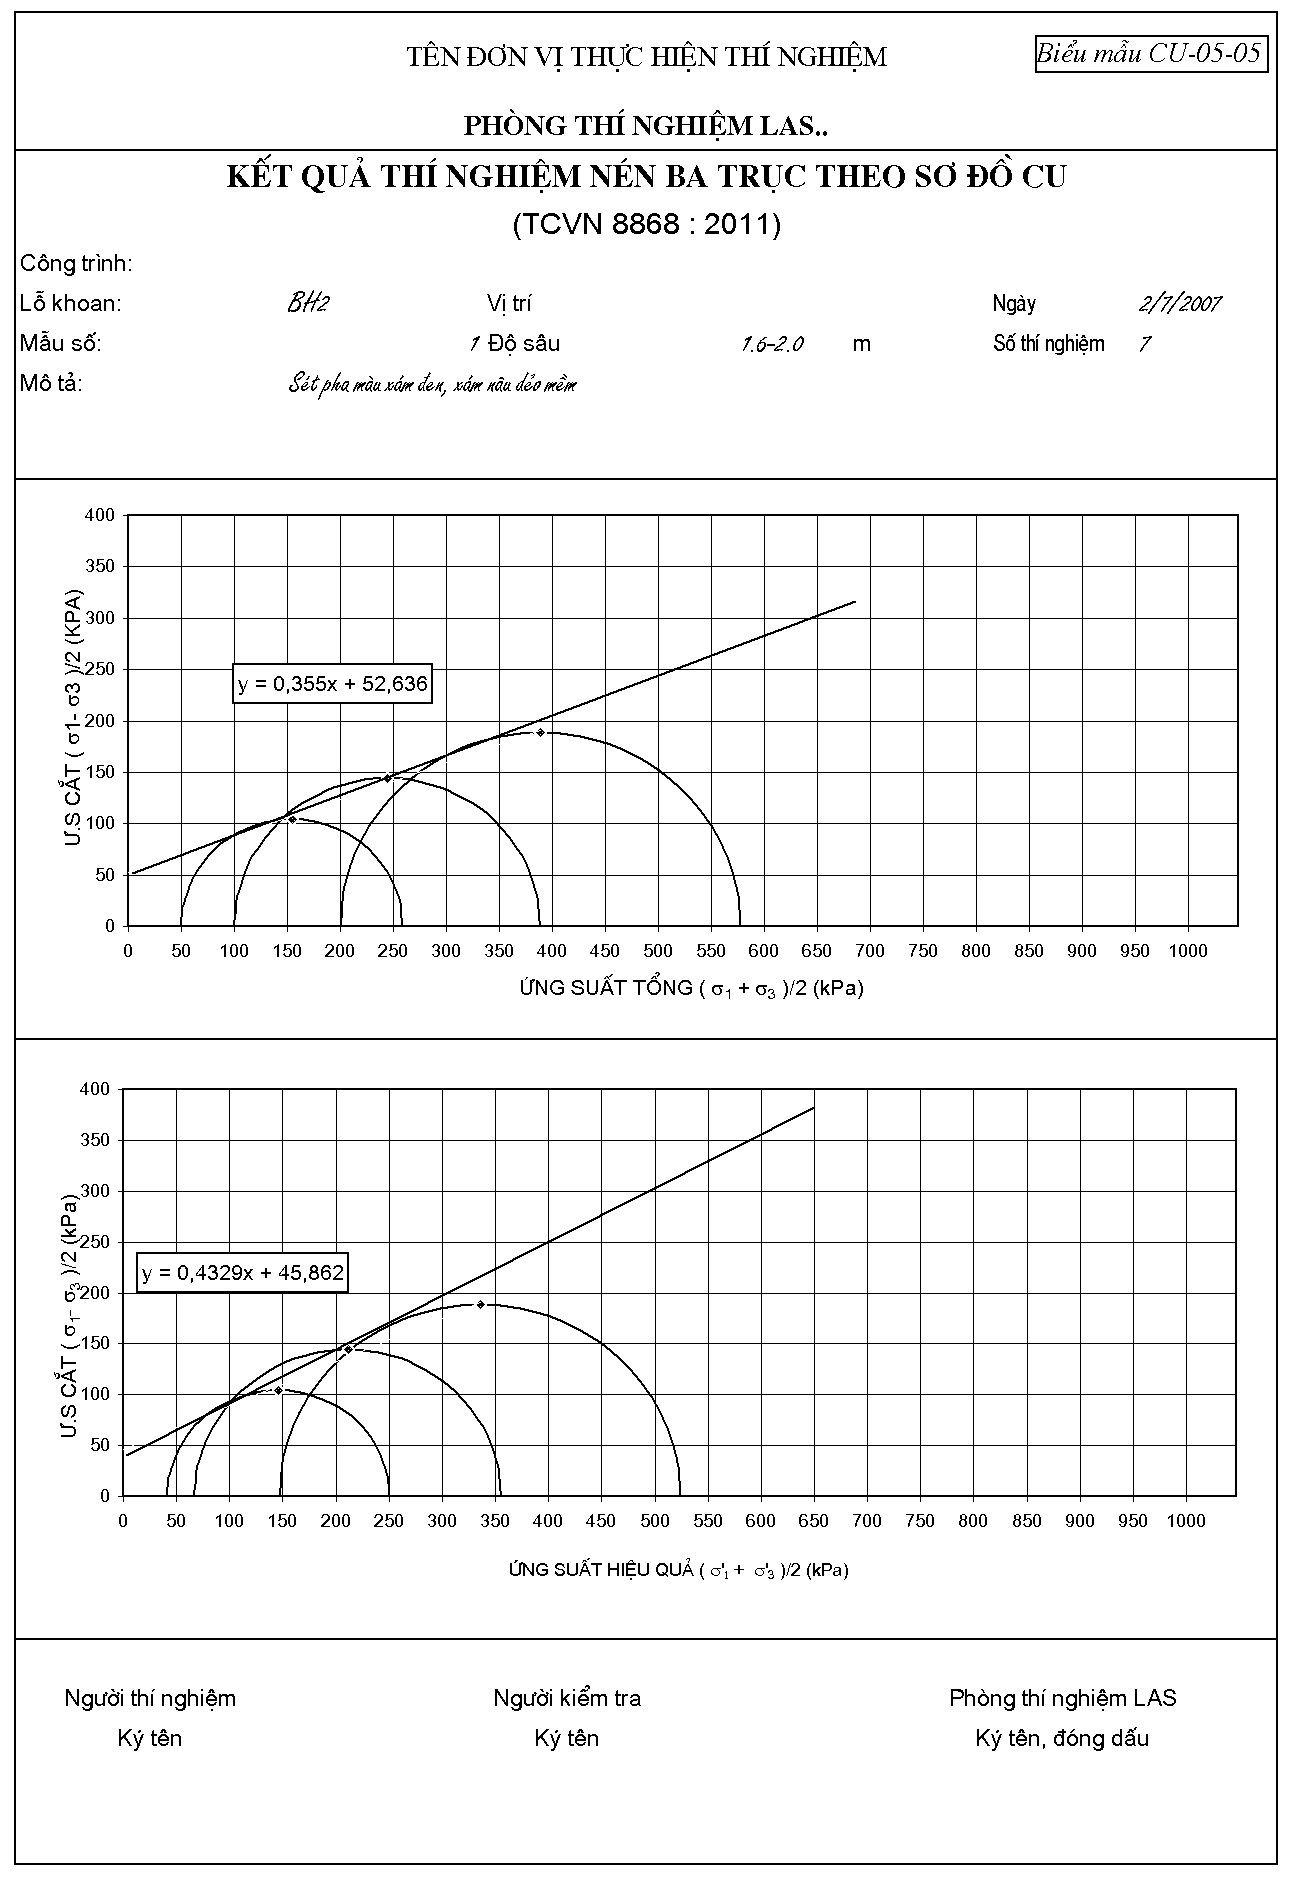 TÊN ĐƠN VỊ THỰC HIỆN THÍ NGHIỆM
Biểu mẫu CU-05-05
PHÒNG THÍ NGHIỆM LAS..
KẾT QUẢ THÍ NGHIỆM NÉN BA TRỤC THEO SƠ ĐỒ CU
(TCVN 8868 : 2011)
Công trình:
Lỗ khoan: BH2 Vị trí Ngày 2/7/2007
Mẫu số: 1 Độ sâu 1.6-2.0 m Số thí nghiệm 7
Mô tả: Sét pha màu xám đen, xám nâu dẻo mềm
Ư.S CẮT ( σ1- σ3 )/2 (KPA)
400
350
300
250
200
150
100
50
0
y = 0,355x + 52,636
0 50 100 150 200 250 300 350 400 450 500 550 600 650 700 750 800 850 900 950 1000
ỨNG SUẤT TỔNG ( σ₁ + σ₃ )/2 (kPa)
Ư.S CẮT ( σ₁- σ₃ )/2 (kPa)
400
350
300
250
200
150
100
50
0
y = 0,4329x + 45,862
0 50 100 150 200 250 300 350 400 450 500 550 600 650 700 750 800 850 900 950 1000
ỨNG SUẤT HIỆU QUẢ ( σ'₁ + σ'₃ )/2 (kPa)
Người thí nghiệm Người kiểm tra Phòng thí nghiệm LAS
Ký tên Ký tên Ký tên, đóng dấu